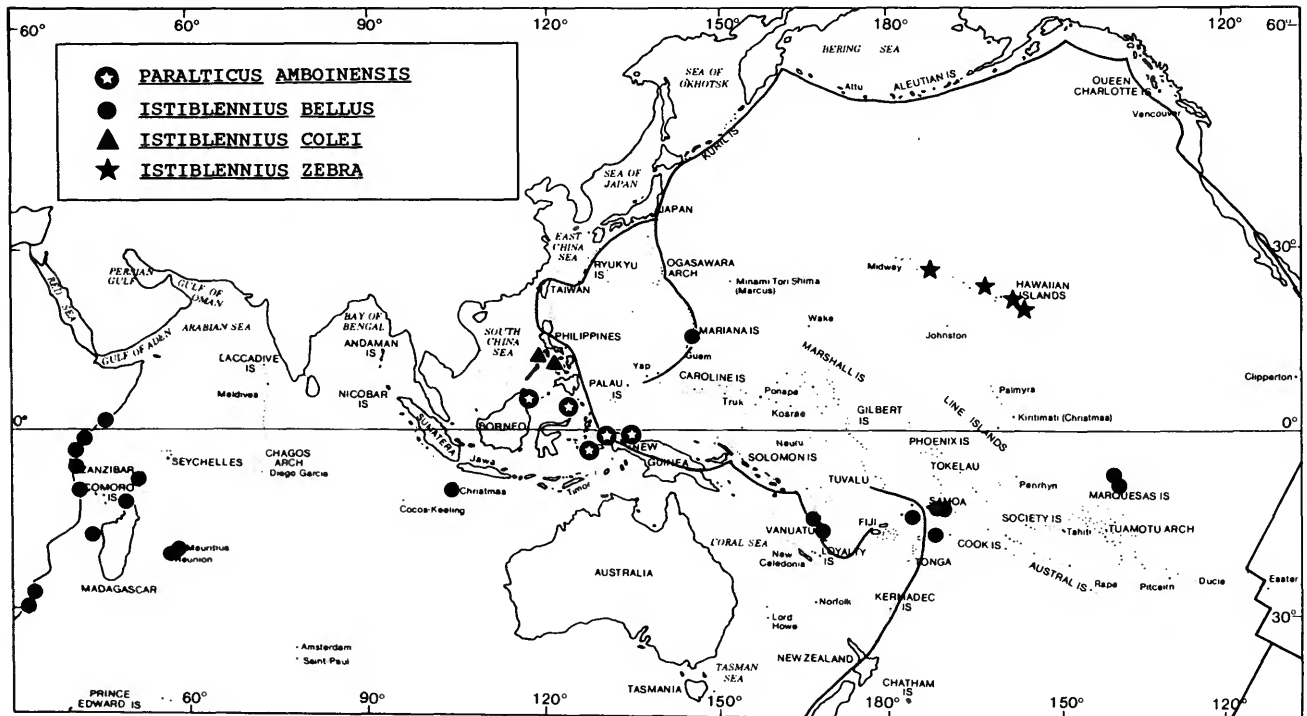 60°
60°
90°
120°
150°
180°
150°
120°
60°
PARALTICUS AMBOINENSIS
ISTIBLENNIUS BELLUS
ISTIBLENNIUS COLEI
ISTIBLENNIUS ZEBRA
BERING SEA
SEA OF
OKHOTSK
Attu
ALEUTIAN IS
QUEEN
CHARLOTTE IS
Vancouver
KURIL IS
SEA OF
JAPAN
JAPAN
EAST
CHINA
SEA
30°
PERSIAN
GULF
GULF OF
OMAN
RED SEA
ARABIAN SEA
GULF OF ADEN
BAY OF
BENGAL
ANDAMAN
IS
LACCADIVE
IS
Maldives
NICOBAR
IS
SOUTH
CHINA
SEA
TAIWAN
RYUKYU
IS
OGASAWARA
ARCH
Minami Tori Shima
(Marcus)
Midway
HAWAIIAN
ISLANDS
Wake
Johnston
PHILIPPINES
MARIANA IS
Guam
Yap
PALAU
IS
CAROLINE IS
Truk
Ponape
Kosrae
MARSHALL IS
Palmyra
Kiritimati (Christmas)
Clipperton
LINE ISLANDS
GILBERT
IS
0°
0°
SUMATERA
BORNEO
Jawa
Timor
NEW
GUINEA
Nauru
SOLOMON IS
PHOENIX IS
TOKELAU
TUVALU
Penrhyn
MARQUESAS IS
ZANZIBAR
SEYCHELLES
CHAGOS
ARCH
Diego Garcia
COMORO
IS
Christmas
Cocos-Keeling
SAMOA
SOCIETY IS
Tahiti
TUAMOTU ARCH
VANUATU
FIJI
CORAL SEA
New
Caledonia
LOYALTY
IS
TONGA
COOK IS
AUSTRAL IS
Rapa
Pitcairn
Ducie
Easter
Mauritius
Reunion
MADAGASCAR
AUSTRALIA
Norfolk
Lord
Howe
KERMADEC
IS
30°
30°
Amsterdam
Saint-Paul
NEW ZEALAND
TASMAN
SEA
TASMANIA
CHATHAM
IS
PRINCE
EDWARD IS
60°
90°
120°
180°
150°
120°